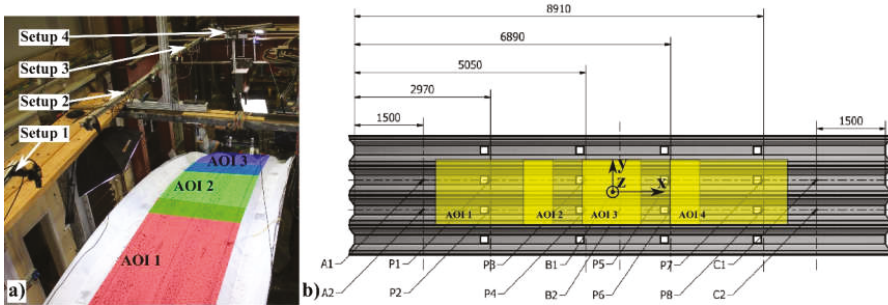 Setup 4
Setup 3
Setup 2
Setup 1
AOI 3
AOI 2
AOI 1
a)
8910
6890
5050
2970
1500
1500
y
z
x
AOI 1
AOI 2
AOI 3
AOI 4
A1
P1
P3
B1
P5
P7
C1
A2
P2
P4
B2
P6
P8
C2
b)